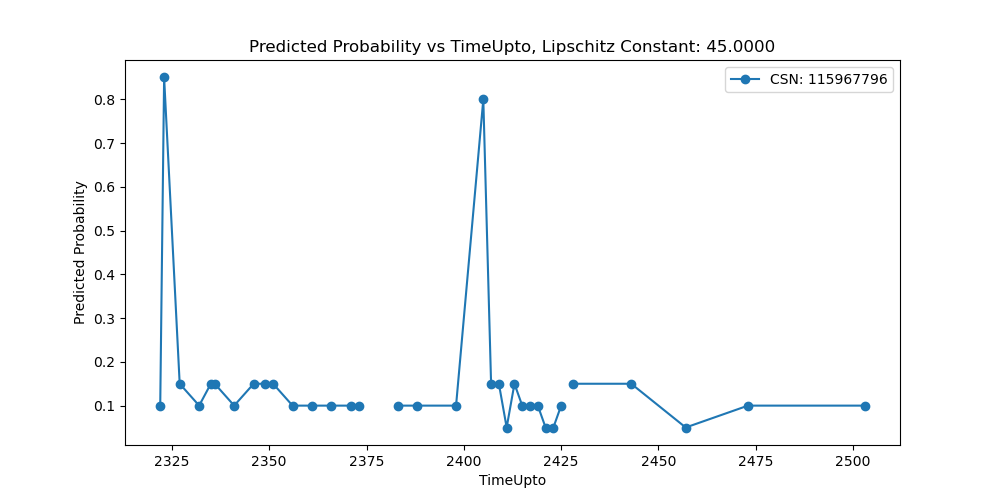 Predicted Probability vs TimeUpto, Lipschitz Constant: 45.0000
CSN: 115967796
Predicted Probability
0.8
0.7
0.6
0.5
0.4
0.3
0.2
0.1
2325 2350 2375 2400 2425 2450 2475 2500
TimeUpto